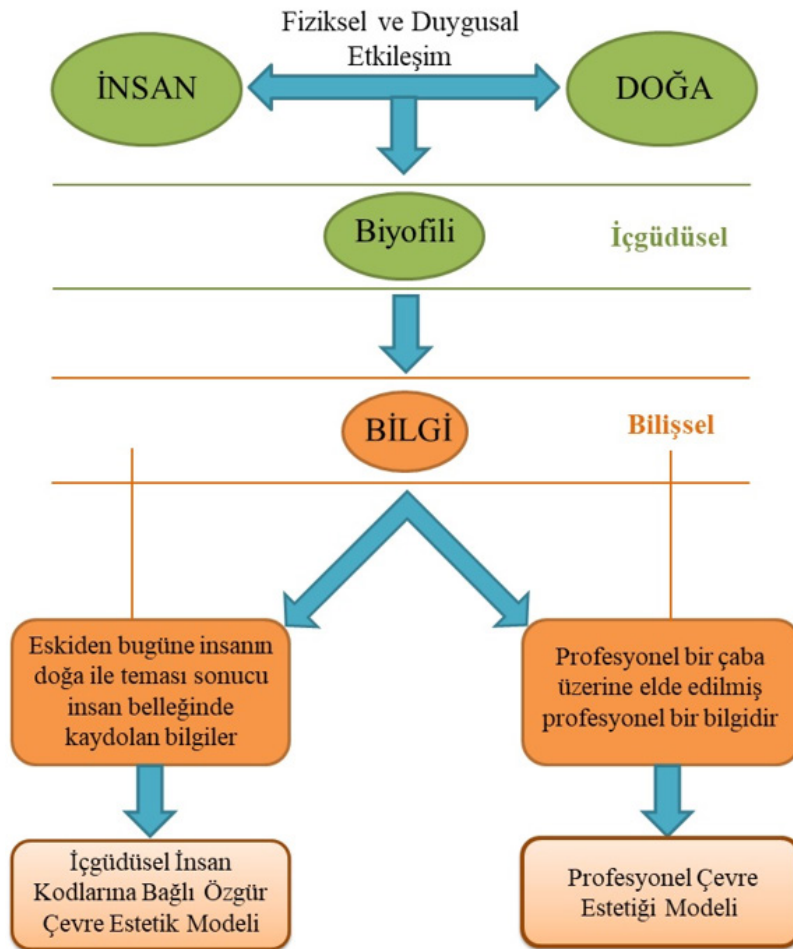 Fiziksel ve Duygusal
Etkileşim
İNSAN
DOĞA
Biyofili
İçgüdüsel
BİLGİ
Bilişsel
Eskiden bugüne insanın
doğa ile teması sonucu
insan belleğinde
kaydolan bilgiler
Profesyonel bir çaba
üzerine elde edilmiş
profesyonel bir bilgidir
İçgüdüsel İnsan
Kodlarına Bağlı Özgür
Çevre Estetik Modeli
Profesyonel Çevre
Estetiği Modeli